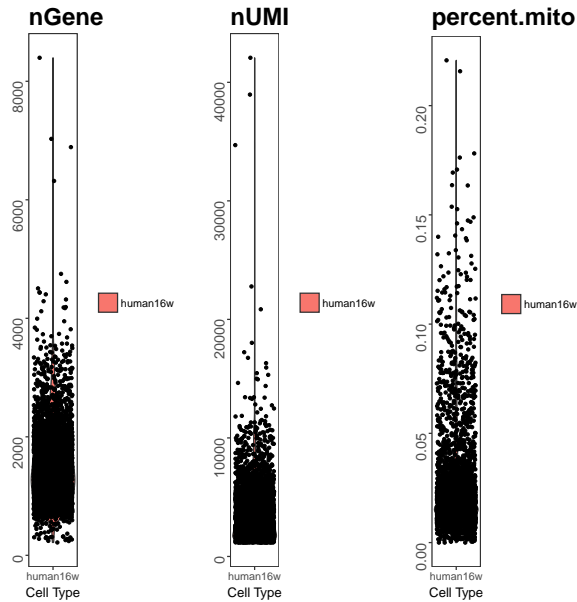 nGene
8000
6000
4000
2000
0
human16w
Cell Type
human16w
nUMI
40000
30000
20000
10000
0
human16w
Cell Type
human16w
percent.mito
0.20
0.15
0.10
0.05
0.00
human16w
Cell Type
human16w